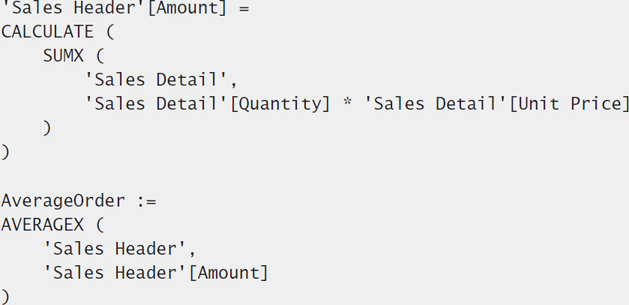 'Sales Header'[Amount] =
CALCULATE (
    SUMX (
        'Sales Detail',
        'Sales Detail'[Quantity] * 'Sales Detail'[Unit Price]
    )
)

AverageOrder :=
AVERAGEX (
    'Sales Header',
    'Sales Header'[Amount]
)